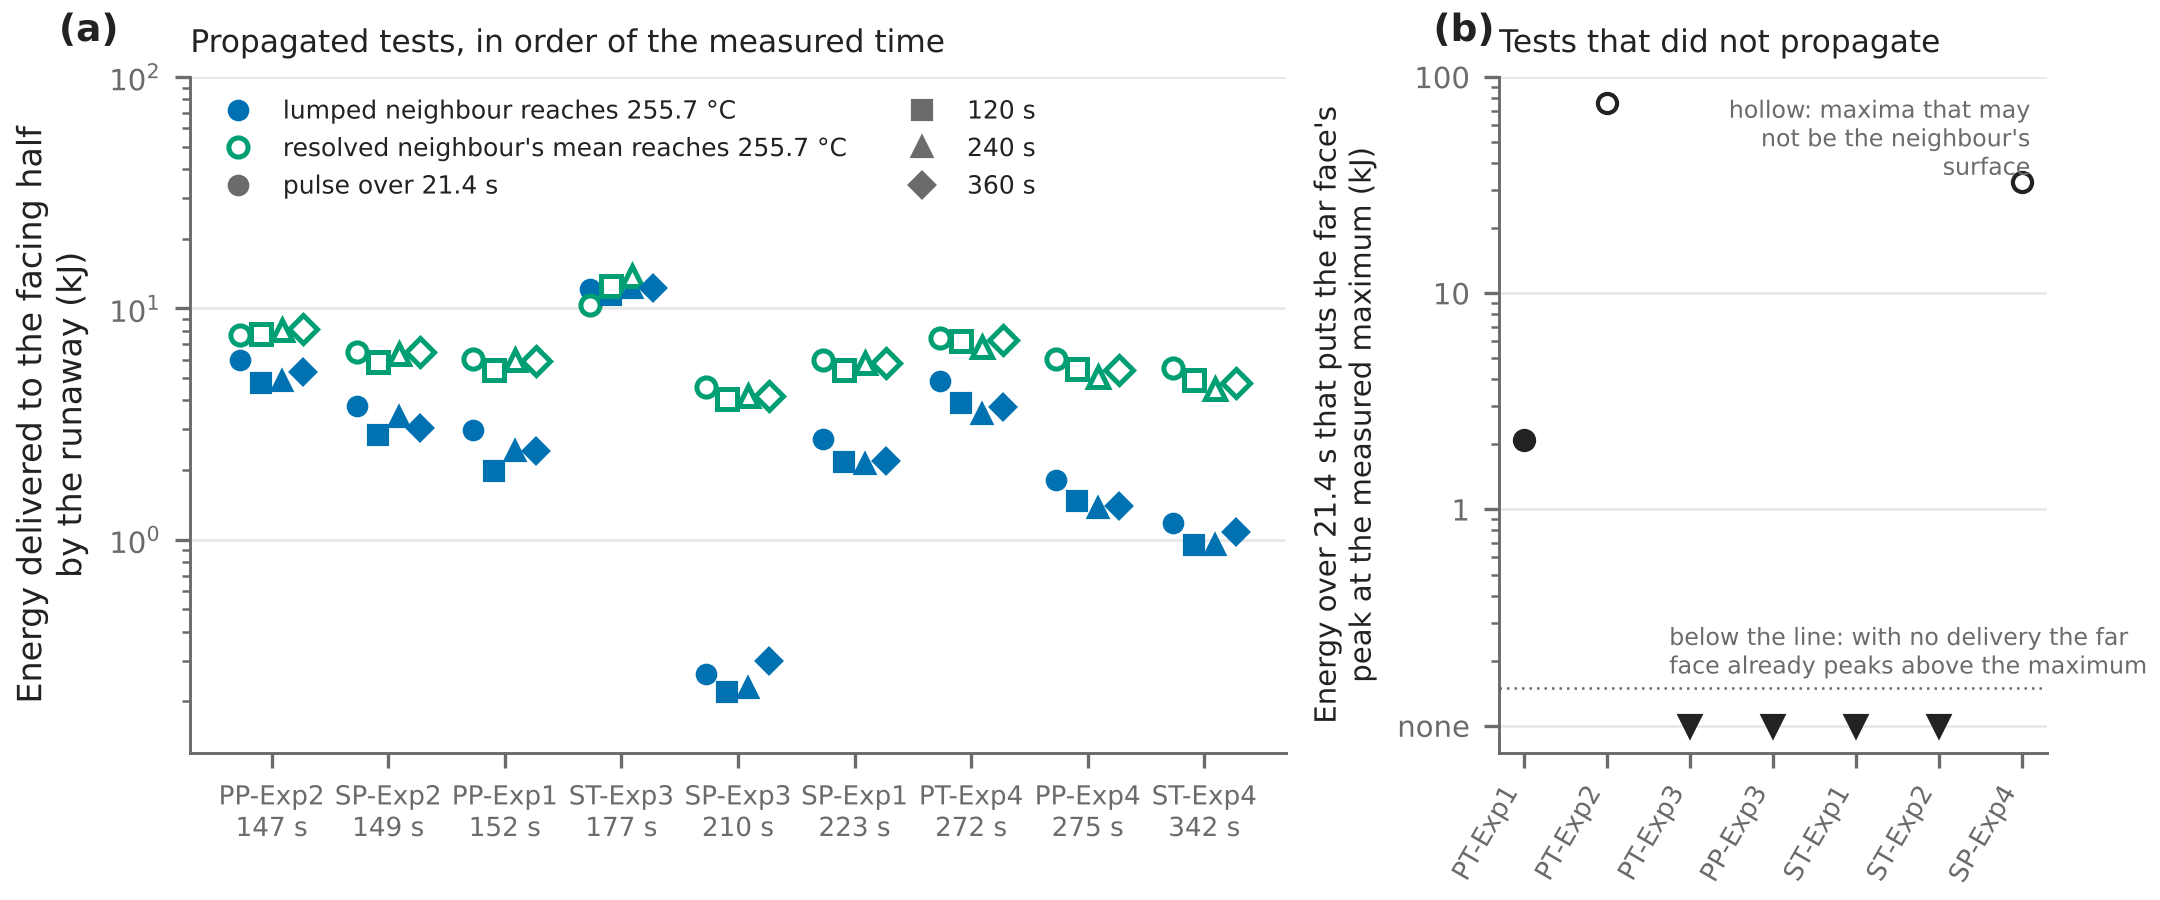 (a)
Propagated tests, in order of the measured time
Energy delivered to the facing half
by the runaway (kJ)
10²
10¹
10⁰
lumped neighbour reaches 255.7 °C
resolved neighbour's mean reaches 255.7 °C
pulse over 21.4 s
120 s
240 s
360 s
PP-Exp2
147 s
SP-Exp2
149 s
PP-Exp1
152 s
ST-Exp3
177 s
SP-Exp3
210 s
SP-Exp1
223 s
PT-Exp4
272 s
PP-Exp4
275 s
ST-Exp4
342 s
(b)
Tests that did not propagate
Energy over 21.4 s that puts the far face's
peak at the measured maximum (kJ)
100
10
1
none
hollow: maxima that may
not be the neighbour's
surface
below the line: with no delivery the far
face already peaks above the maximum
PT-Exp1
PT-Exp2
PT-Exp3
PP-Exp3
ST-Exp1
ST-Exp2
SP-Exp4